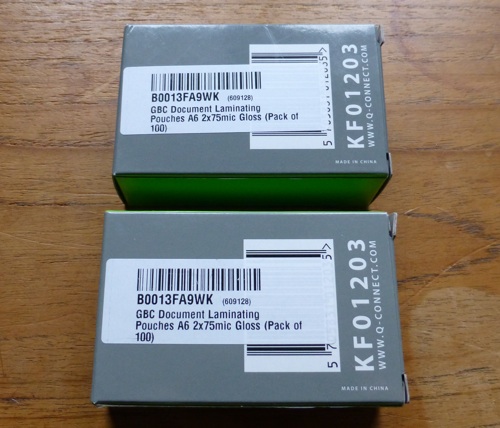 B0013FA9WK (609128)
GBC Document Laminating
Pouches A6 2x75mic Gloss (Pack of
100)
KF01203
WWW.Q-CONNECT.COM
MADE IN CHINA
B0013FA9WK (609128)
GBC Document Laminating
Pouches A6 2x75mic Gloss (Pack of
100)
5
5>
KF01203
WWW.Q-CONNECT.COM
MADE IN CHINA